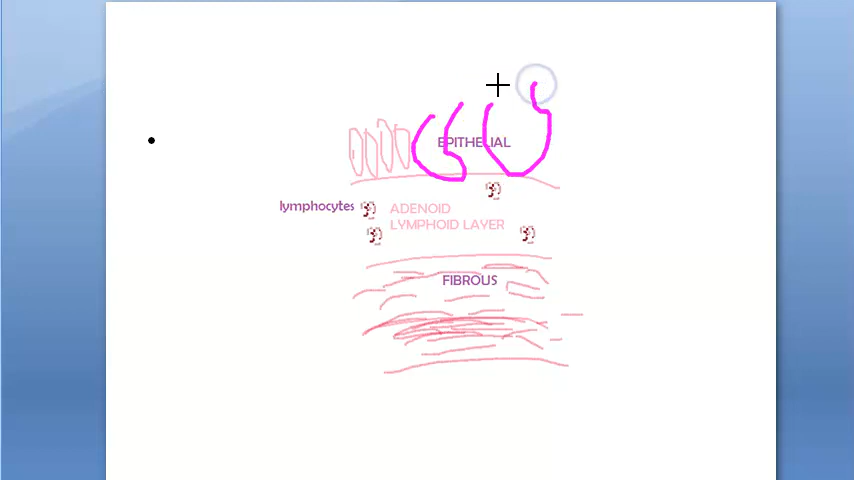 EPITHELIAL
lymphocytes
ADENOID
LYMPHOID LAYER
FIBROUS